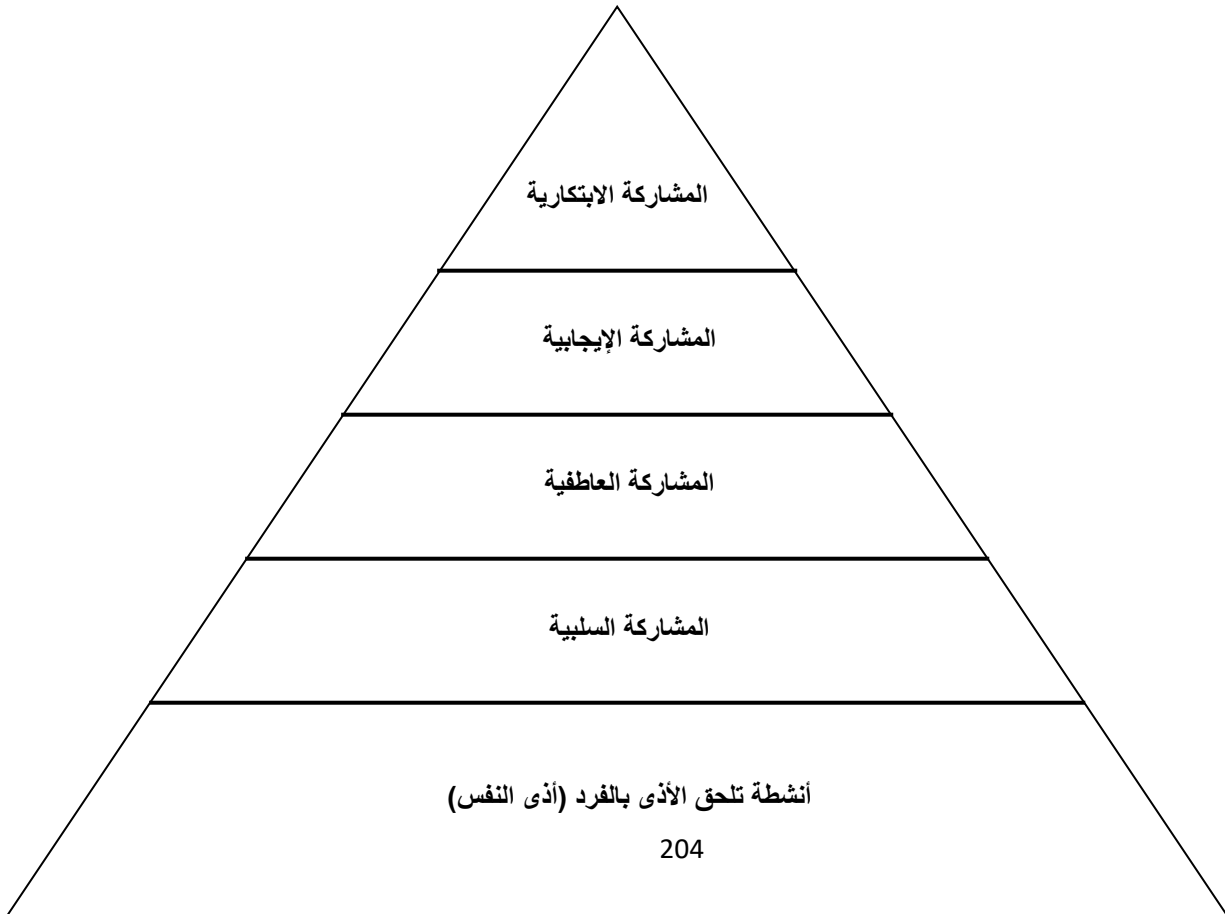 المشاركة الابتكارية
المشاركة الإيجابية
المشاركة العاطفية
المشاركة السلبية
أنشطة تلحق الأذى بالفرد (أذى النفس)
204